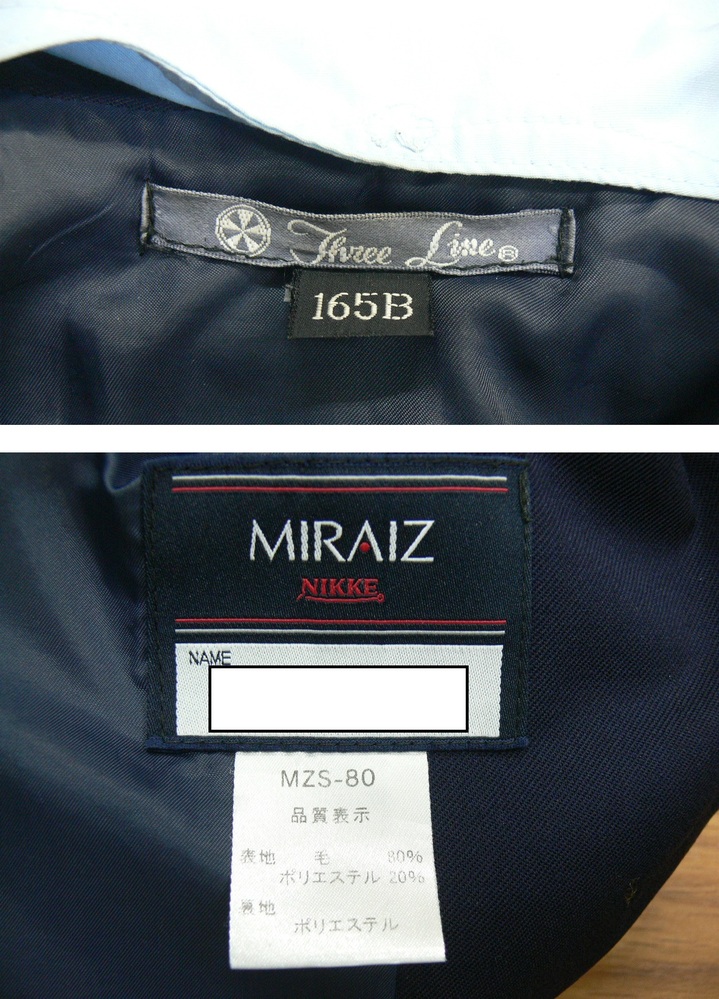 Three Line®
165B
MIRAIZ
NIKKE
NAME
MZS-80
品質表示
表地 毛 80%
ポリエステル 20%
裏地
ポリエステル